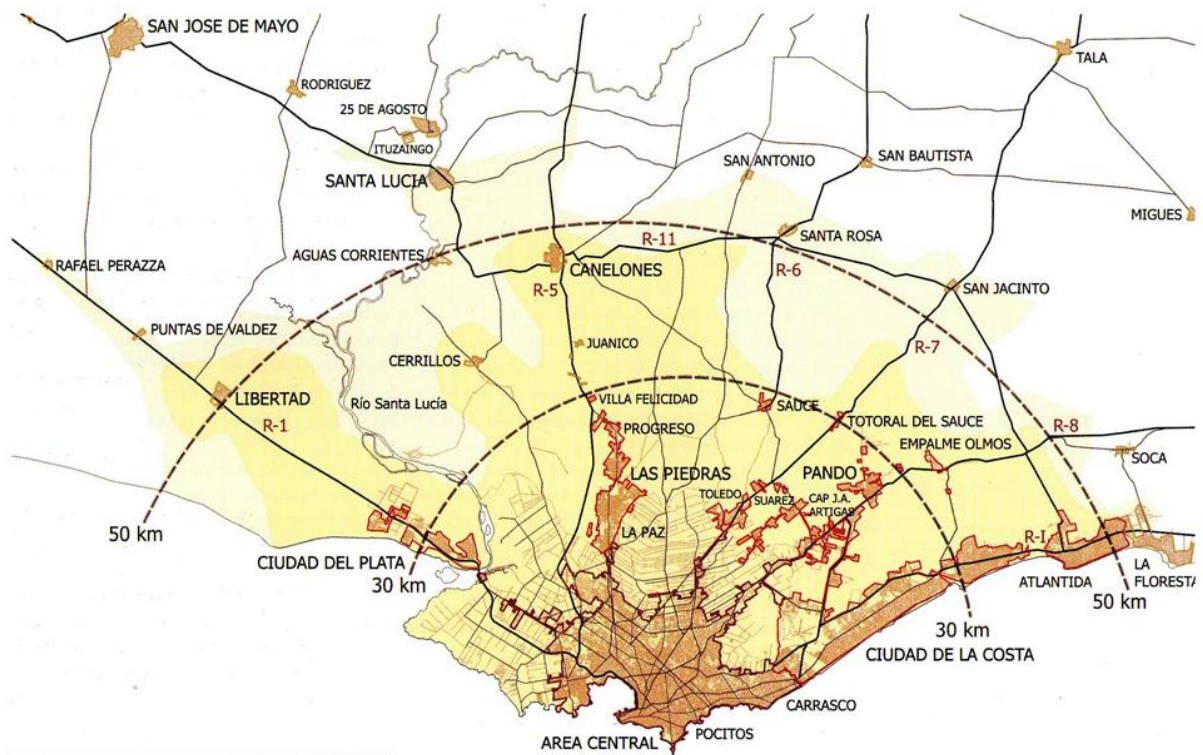 SAN JOSE DE MAYO
TALA
RODRIGUEZ
25 DE AGOSTO
ITUZAINGO
SAN ANTONIO
SAN BAUTISTA
SANTA LUCIA
MIGUES
SANTA ROSA
R-11
AGUAS CORRIENTES
RAFAEL PERAZZA
CANELONES
R-6
R-5
SAN JACINTO
PUNTAS DE VALDEZ
JUANICO
R-7
CERRILLOS
LIBERTAD
VILLA FELICIDAD
SAUCE
Río Santa Lucía
R-1
PROGRESO
TOTORAL DEL SAUCE
R-8
EMPALME OLMOS
SOCA
LAS PIEDRAS
PANDO
TOLEDO
SUAREZ
CAP J.A.
ARTIGAS
50 km
LA PAZ
R-I
CIUDAD DEL PLATA
30 km
ATLANTIDA
LA
FLORESTA
50 km
30 km
CIUDAD DE LA COSTA
CARRASCO
POCITOS
AREA CENTRAL